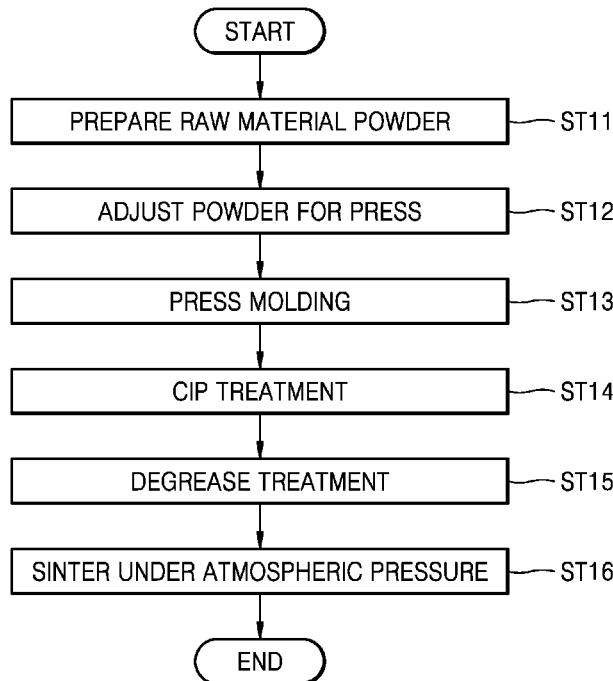 START
PREPARE RAW MATERIAL POWDER ST11
ADJUST POWDER FOR PRESS ST12
PRESS MOLDING ST13
CIP TREATMENT ST14
DEGREASE TREATMENT ST15
SINTER UNDER ATMOSPHERIC PRESSURE ST16
END